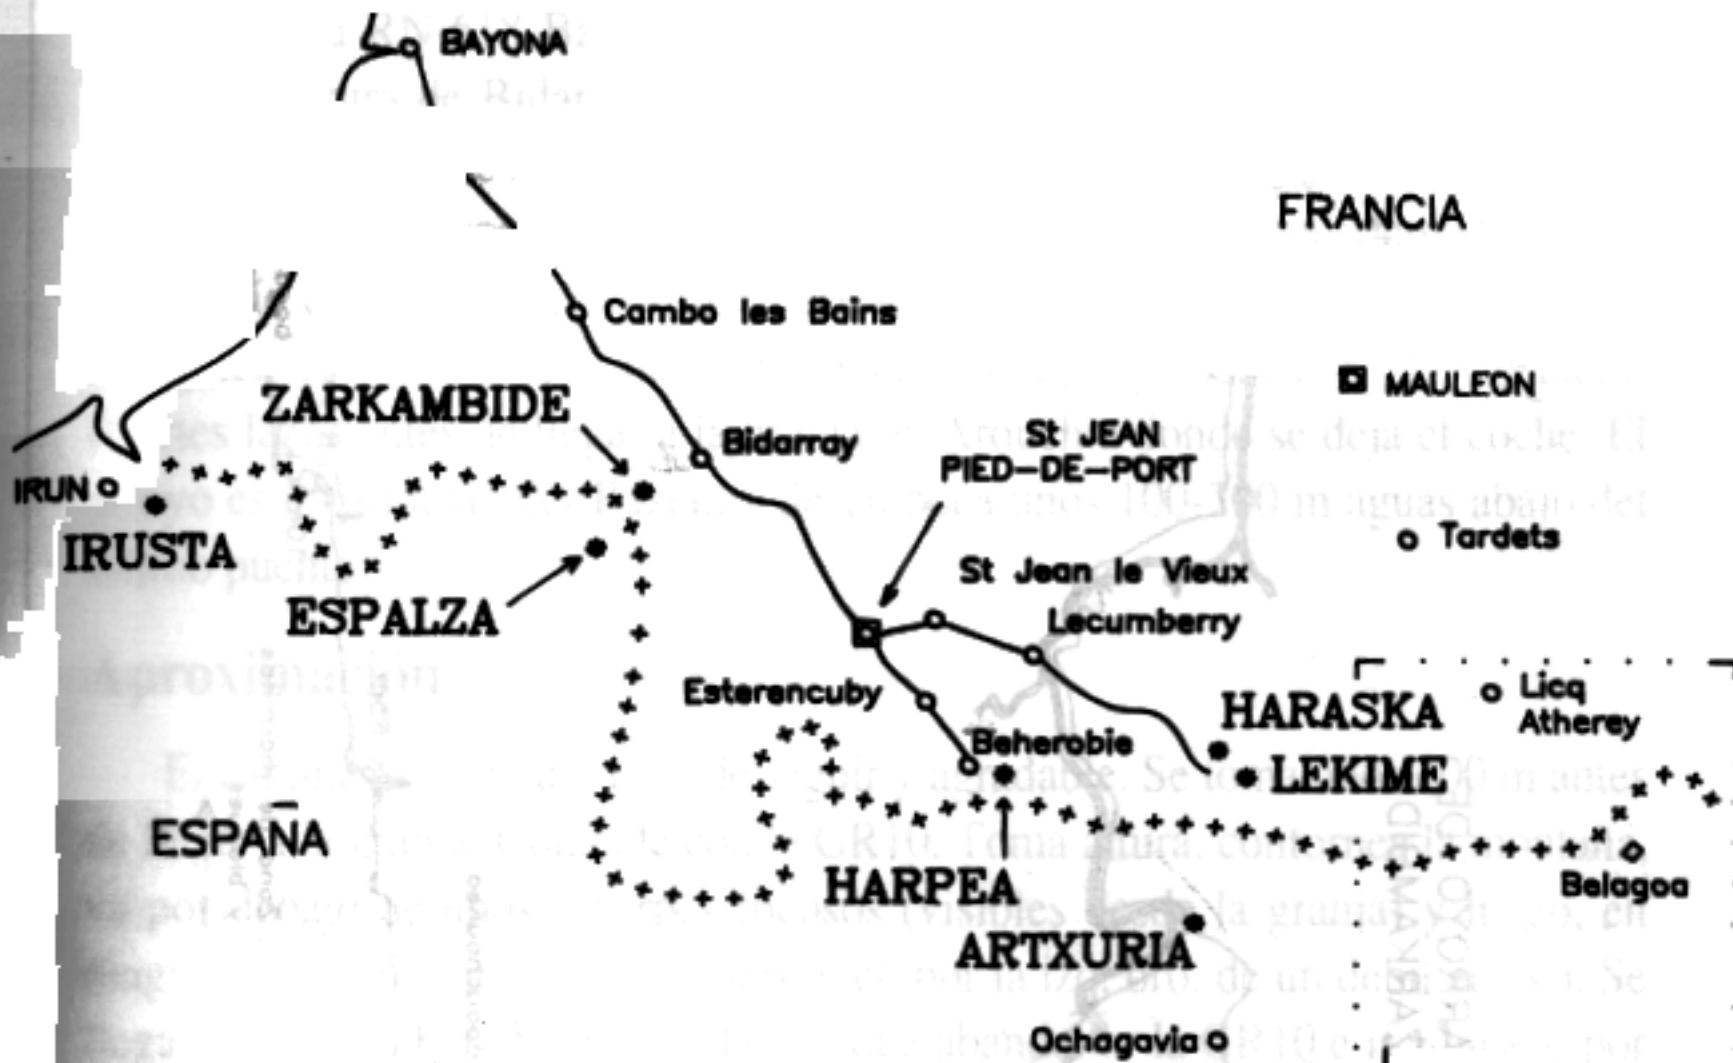 BAYONA
FRANCIA
Cambo les Bains
ZARKAMBIDE
MAULEON
Bidarray
St JEAN
PIED-DE-PORT
IRUN
IRUSTA
Tardets
ESPALZA
St Jean le Vieux
Lecumberry
Esterencuby
HARASKA
Licq
Atherey
Beherobie
LEKIME
ESPAÑA
HARPEA
Belagoa
ARTXURIA
Ochagavia